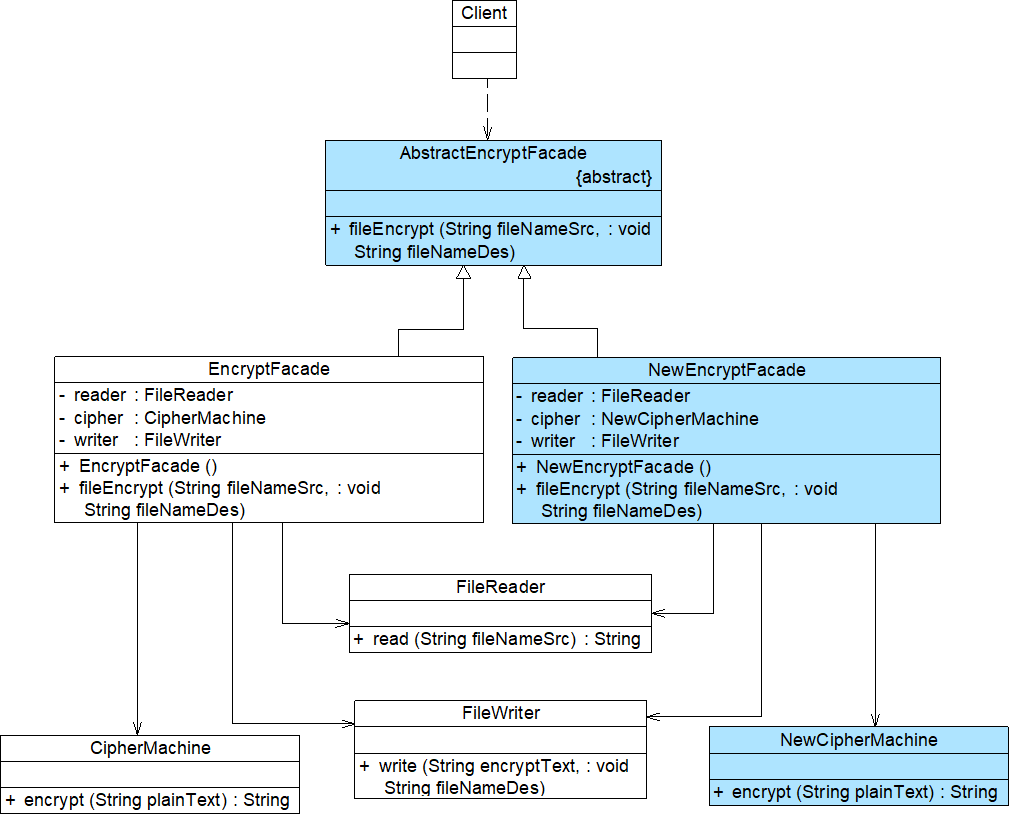 Client
AbstractEncryptFacade
{abstract}
+ fileEncrypt (String fileNameSrc, : void
String fileNameDes)
EncryptFacade
- reader : FileReader
- cipher : CipherMachine
- writer : FileWriter
+ EncryptFacade ()
+ fileEncrypt (String fileNameSrc, : void
String fileNameDes)
NewEncryptFacade
- reader : FileReader
- cipher : NewCipherMachine
- writer : FileWriter
+ NewEncryptFacade ()
+ fileEncrypt (String fileNameSrc, : void
String fileNameDes)
FileReader
+ read (String fileNameSrc) : String
FileWriter
+ write (String encryptText, : void
String fileNameDes)
CipherMachine
+ encrypt (String plainText) : String
NewCipherMachine
+ encrypt (String plainText) : String